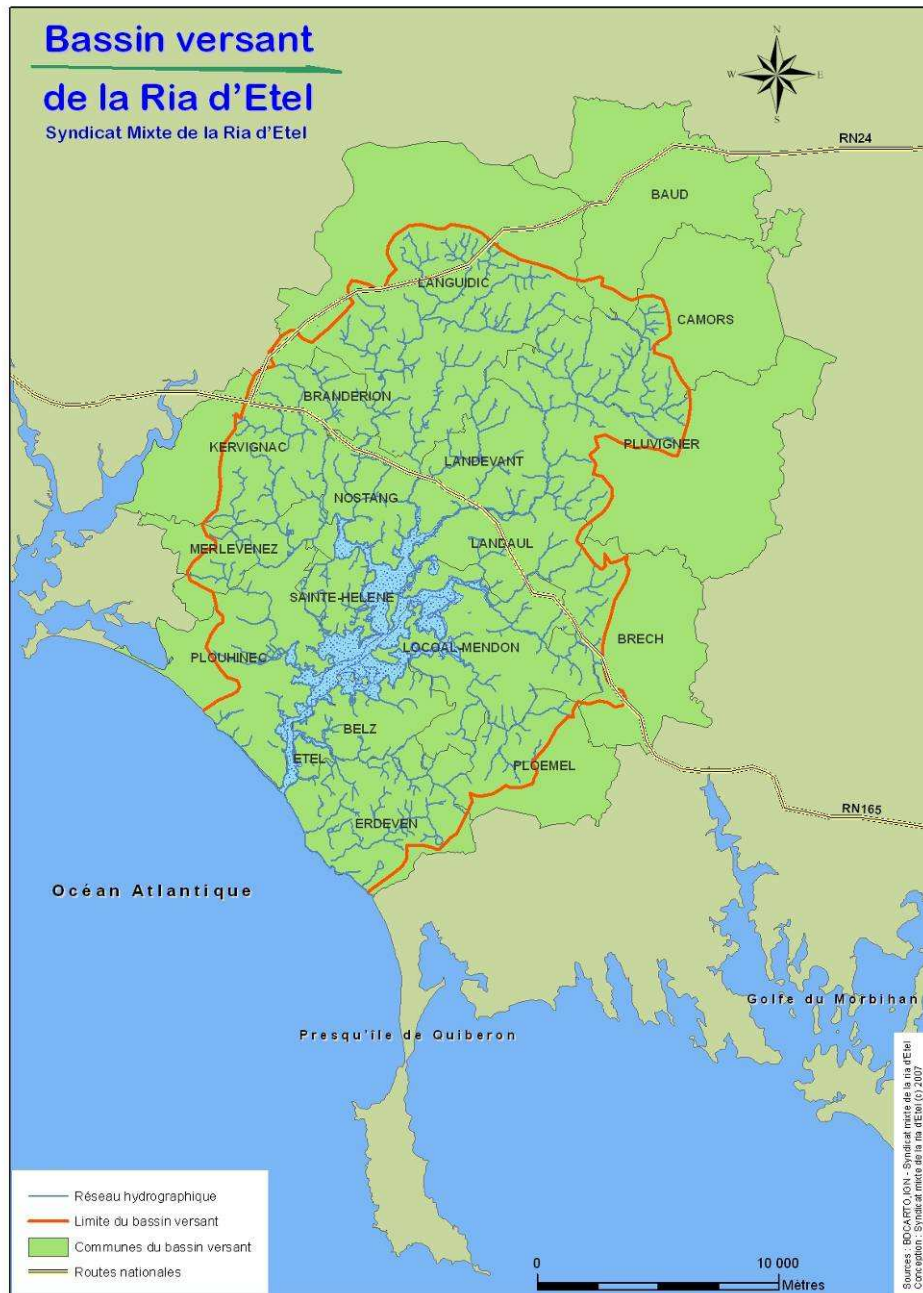 Bassin versant
de la Ria d'Etel
Syndicat Mixte de la Ria d'Etel
N
W
E
S
RN24
BAUD
LANGUIDIC
CAMORS
BRANDERION
KERVIGNAC
PLUVIGNER
LANDEVANT
NOSTANG
LANDAUL
MERLEVENEZ
SAINTE-HELENE
BRECH
LOCOAL-MENDON
PLOUHINEC
BELZ
ETEL
PLOEMEL
RN165
ERDEVEN
Océan Atlantique
Golfe du Morbihan
Presqu'île de Quiberon
Réseau hydrographique
Limite du bassin versant
Communes du bassin versant
Routes nationales
0
10 000
Mètres
Sources : BDCARTO,IGN - Syndicat mixte de la ria d'Etel
Conception : Syndicat mixte de la ria d'Etel (c) 2007